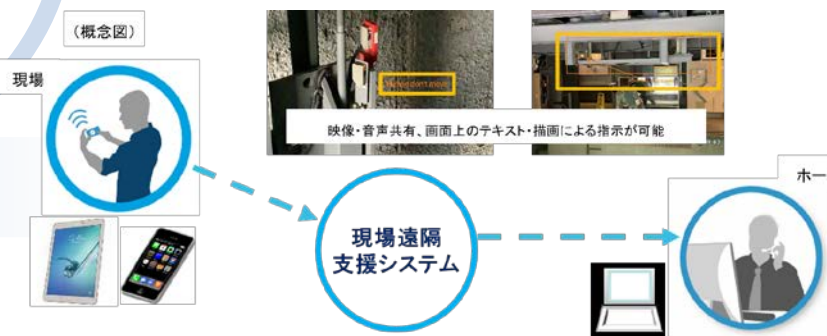 (概念図)
現場
映像・音声共有、画面上のテキスト・描画による指示が可能
ホー
現場遠隔
支援システム